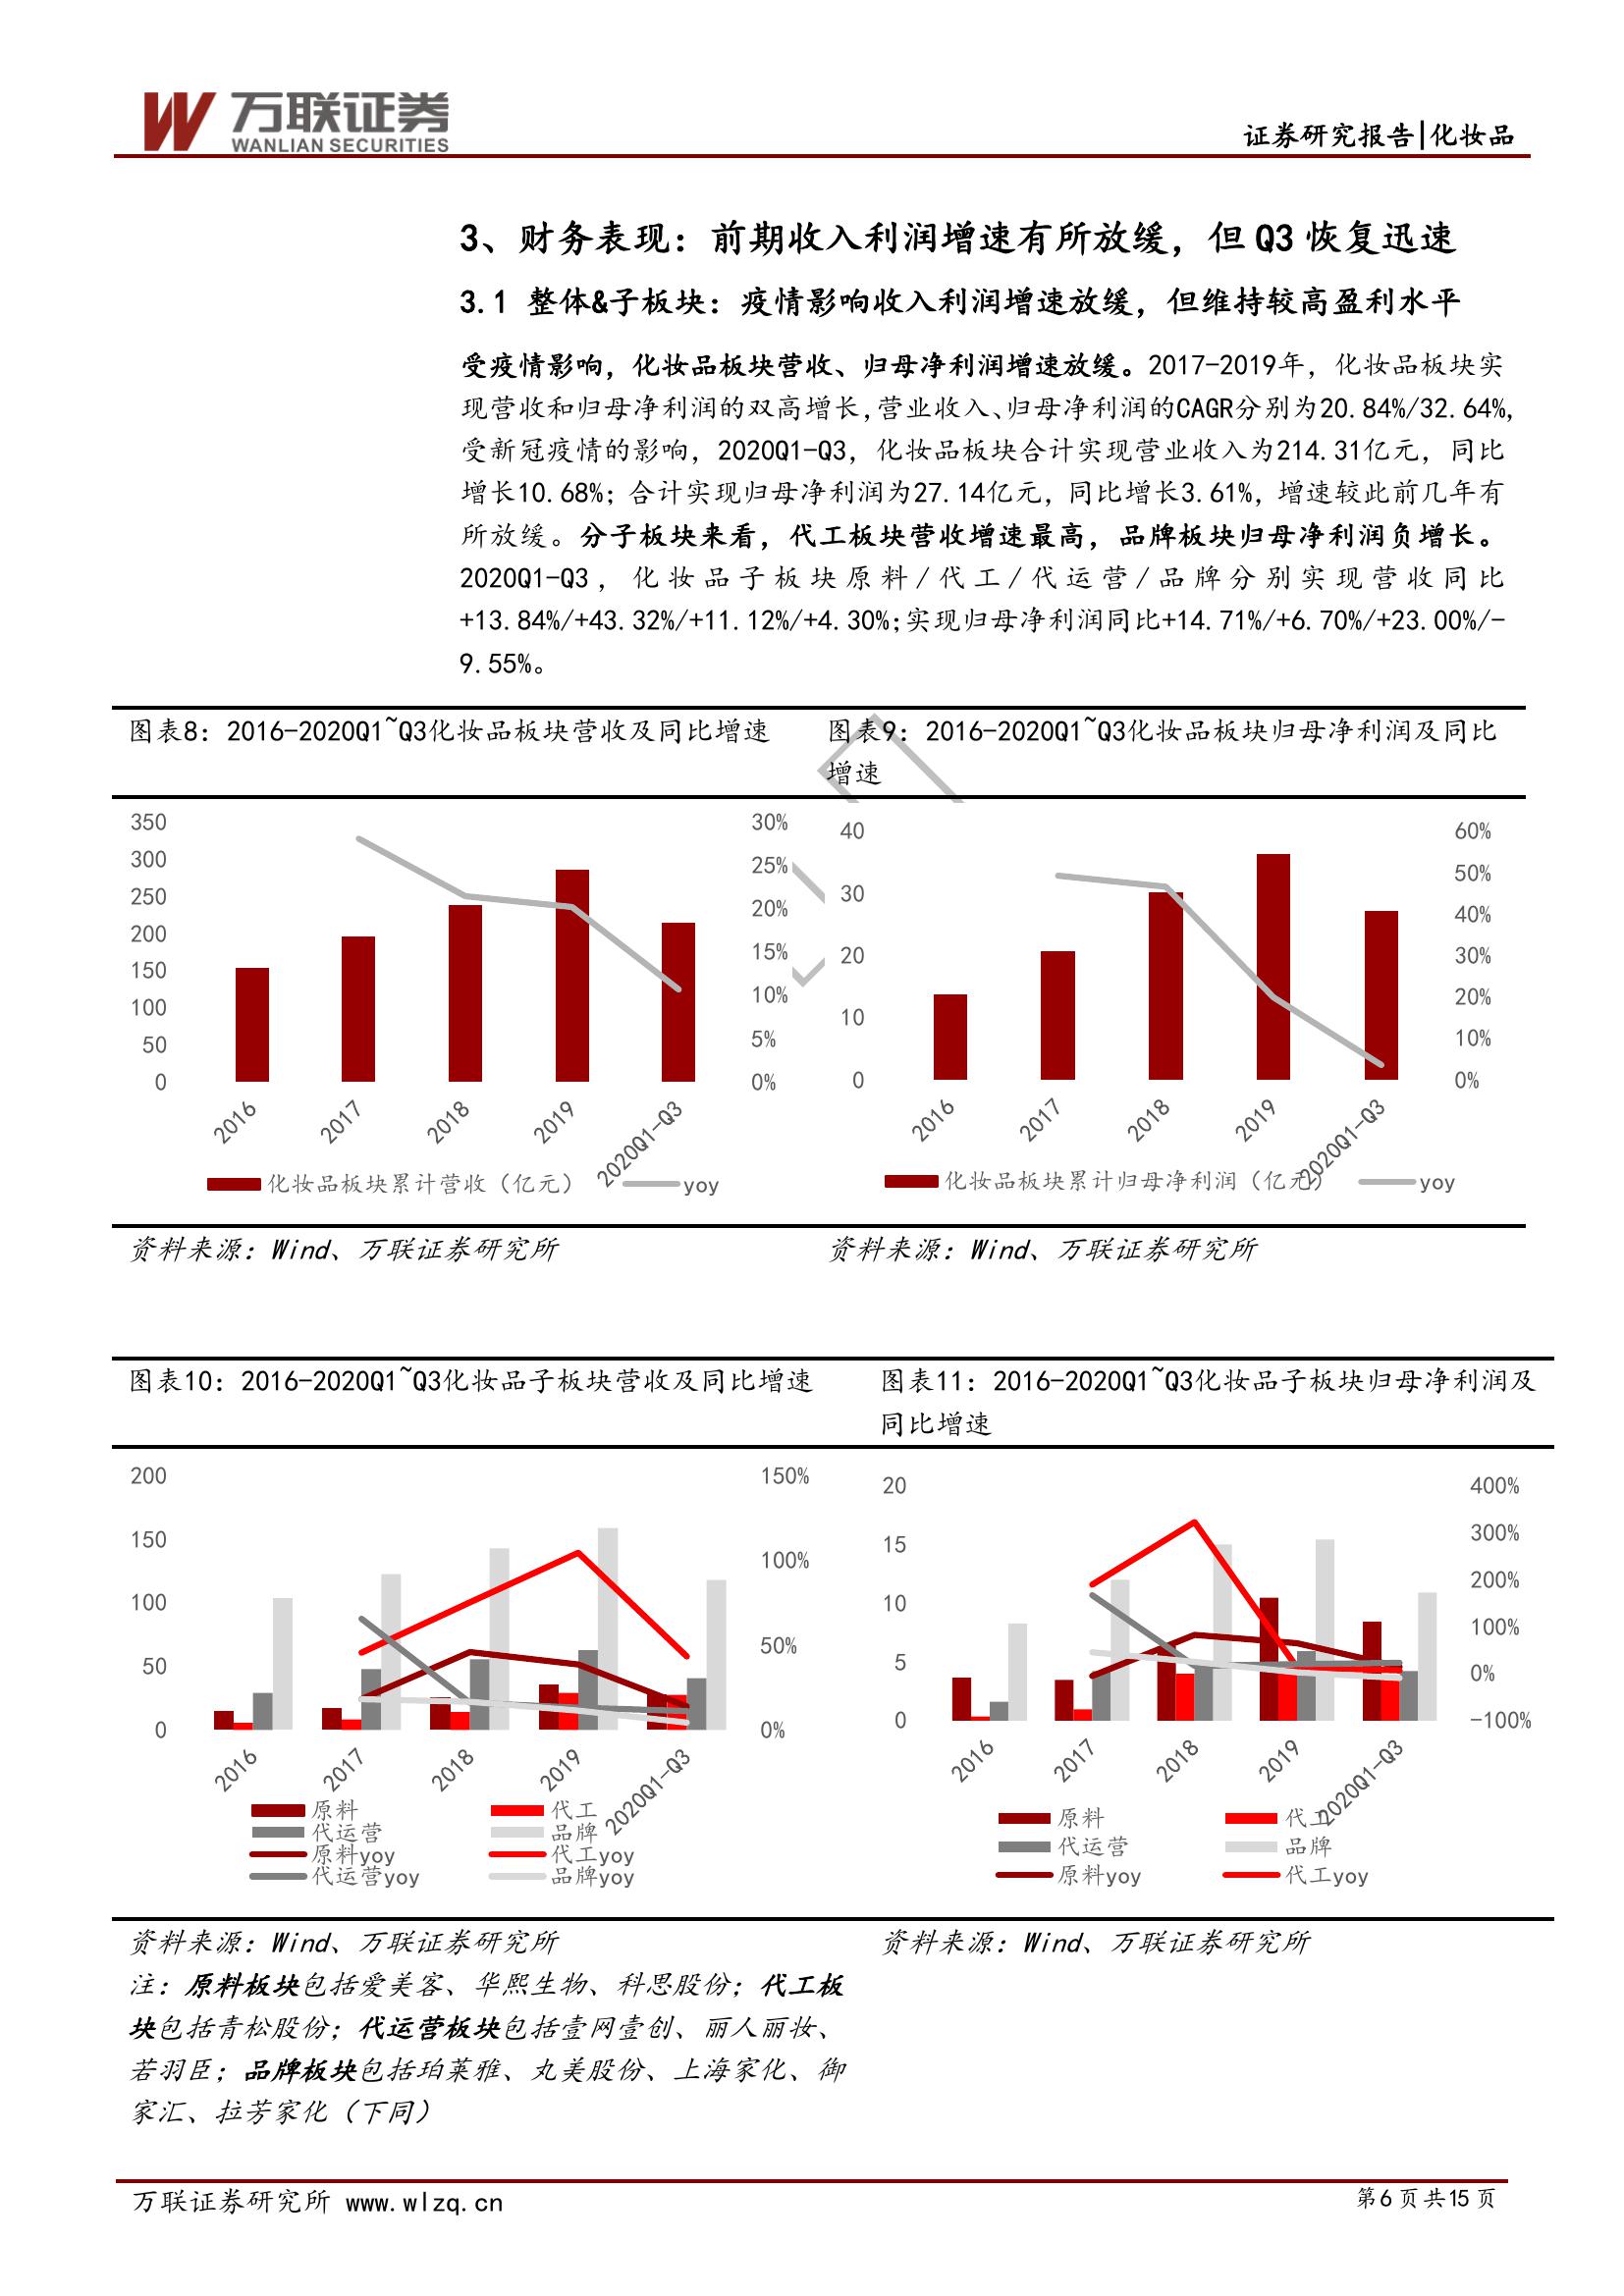 万联证券
WANLIAN SECURITIES
证券研究报告|化妆品
3、财务表现：前期收入利润增速有所放缓，但Q3恢复迅速
3.1 整体&子板块：疫情影响收入利润增速放缓，但维持较高盈利水平
受疫情影响，化妆品板块营收、归母净利润增速放缓。2017-2019年，化妆品板块实
现营收和归母净利润的双高增长,营业收入、归母净利润的CAGR分别为20.84%/32.64%,
受新冠疫情的影响，2020Q1-Q3，化妆品板块合计实现营业收入为214.31亿元，同比
增长10.68%；合计实现归母净利润为27.14亿元，同比增长3.61%，增速较此前几年有
所放缓。分子板块来看，代工板块营收增速最高，品牌板块归母净利润负增长。
2020Q1-Q3，化妆品子板块原料/代工/代运营/品牌分别实现营收同比
+13.84%/+43.32%/+11.12%/+4.30%;实现归母净利润同比+14.71%/+6.70%/+23.00%/-
9.55%。
图表8：2016-2020Q1~Q3化妆品板块营收及同比增速
350
300
250
200
150
100
50
0
30%
25%
20%
15%
10%
5%
0%
2016
2017
2018
2019
2020Q1-Q3
化妆品板块累计营收（亿元）
yoy
资料来源：Wind、万联证券研究所
图表9：2016-2020Q1~Q3化妆品板块归母净利润及同比
增速
40
30
20
10
0
60%
50%
40%
30%
20%
10%
0%
2016
2017
2018
2019
2020Q1-Q3
化妆品板块累计归母净利润（亿元）
yoy
资料来源：Wind、万联证券研究所
图表10：2016-2020Q1~Q3化妆品子板块营收及同比增速
200
150
100
50
0
150%
100%
50%
0%
2016
2017
2018
2019
2020Q1-Q3
原料
代工
代运营
品牌
原料yoy
代工yoy
代运营yoy
品牌yoy
资料来源：Wind、万联证券研究所
注：原料板块包括爱美客、华熙生物、科思股份；代工板
块包括青松股份；代运营板块包括壹网壹创、丽人丽妆、
若羽臣；品牌板块包括珀莱雅、丸美股份、上海家化、御
家汇、拉芳家化（下同）
图表11：2016-2020Q1~Q3化妆品子板块归母净利润及
同比增速
20
15
10
5
0
400%
300%
200%
100%
0%
-100%
2016
2017
2018
2019
2020Q1-Q3
原料
代工
代运营
品牌
原料yoy
代工yoy
资料来源：Wind、万联证券研究所
万联证券研究所 www.wlzq.cn
第6页共15页